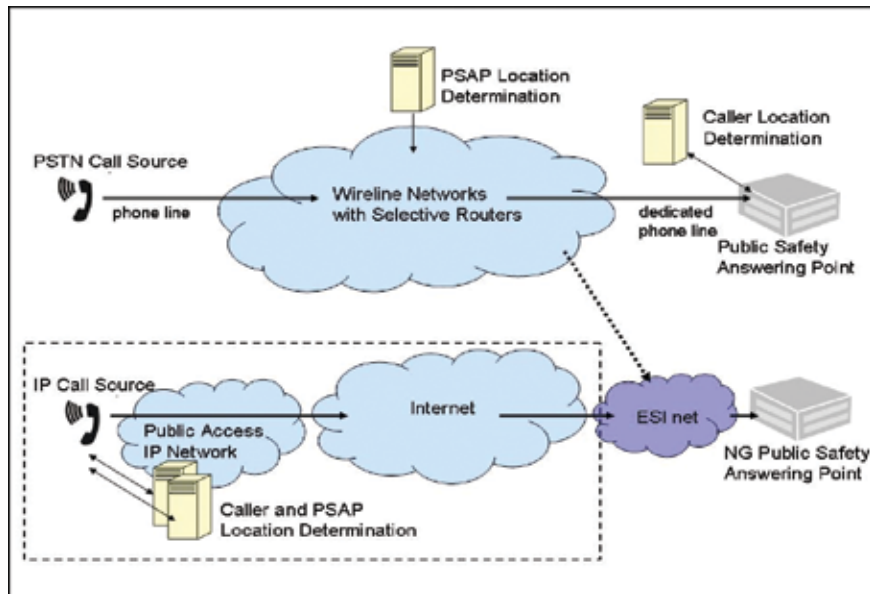 PSAP Location
Determination
Caller Location
Determination
PSTN Call Source
phone line
Wireline Networks
with Selective Routers
dedicated
phone line
Public Safety
Answering Point
IP Call Source
Public Access
IP Network
Internet
ESI net
NG Public Safety
Answering Point
Caller and PSAP
Location Determination